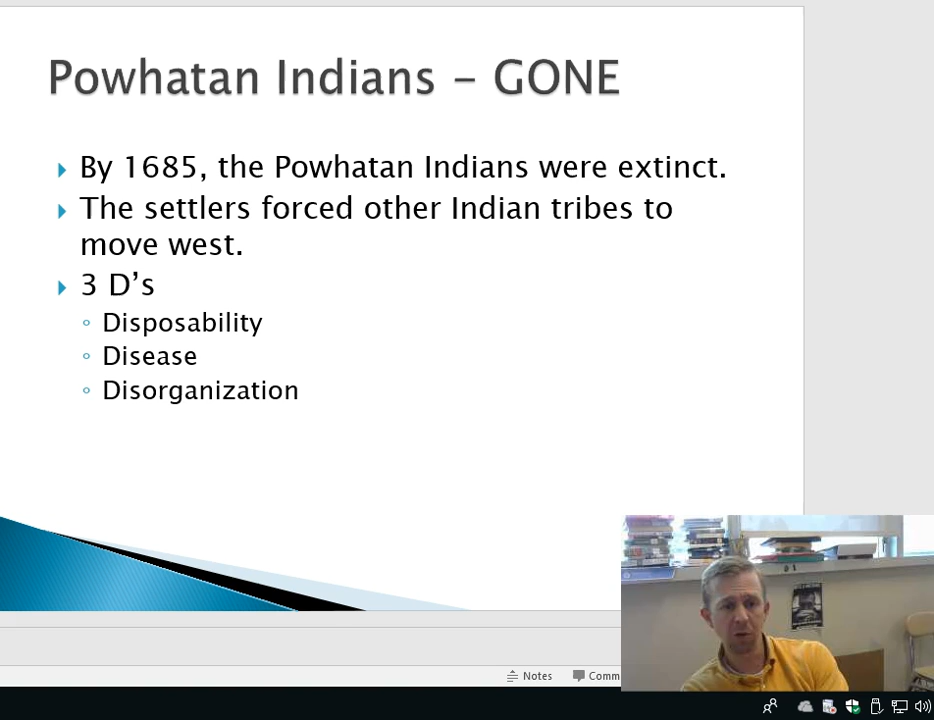 Powhatan Indians – GONE
By 1685, the Powhatan Indians were extinct.
The settlers forced other Indian tribes to
move west.
3 D’s
Disposability
Disease
Disorganization
Notes
Comm